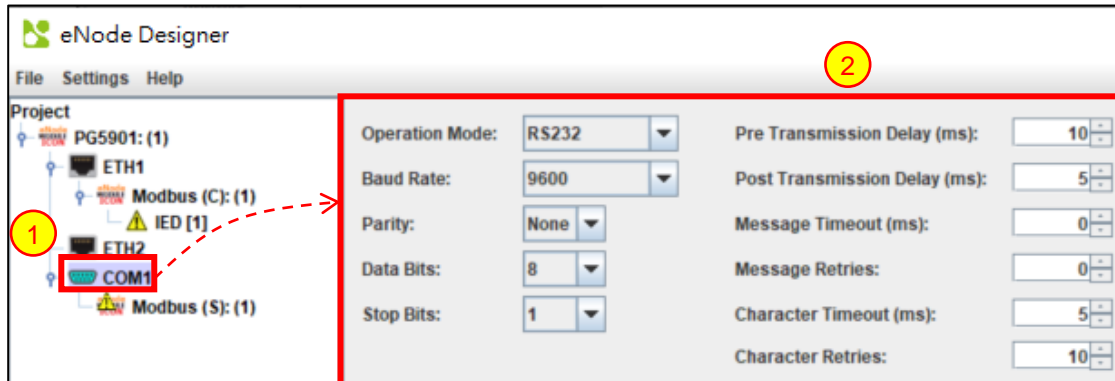 eNode Designer
File Settings Help
2
Project
PG5901: (1)
ETH1
Modbus (C): (1)
IED [1]
1
ETH2
COM1
Modbus (S): (1)
Operation Mode: RS232 Pre Transmission Delay (ms): 10
Baud Rate: 9600 Post Transmission Delay (ms): 5
Parity: None Message Timeout (ms): 0
Data Bits: 8 Message Retries: 0
Stop Bits: 1 Character Timeout (ms): 5
Character Retries: 10